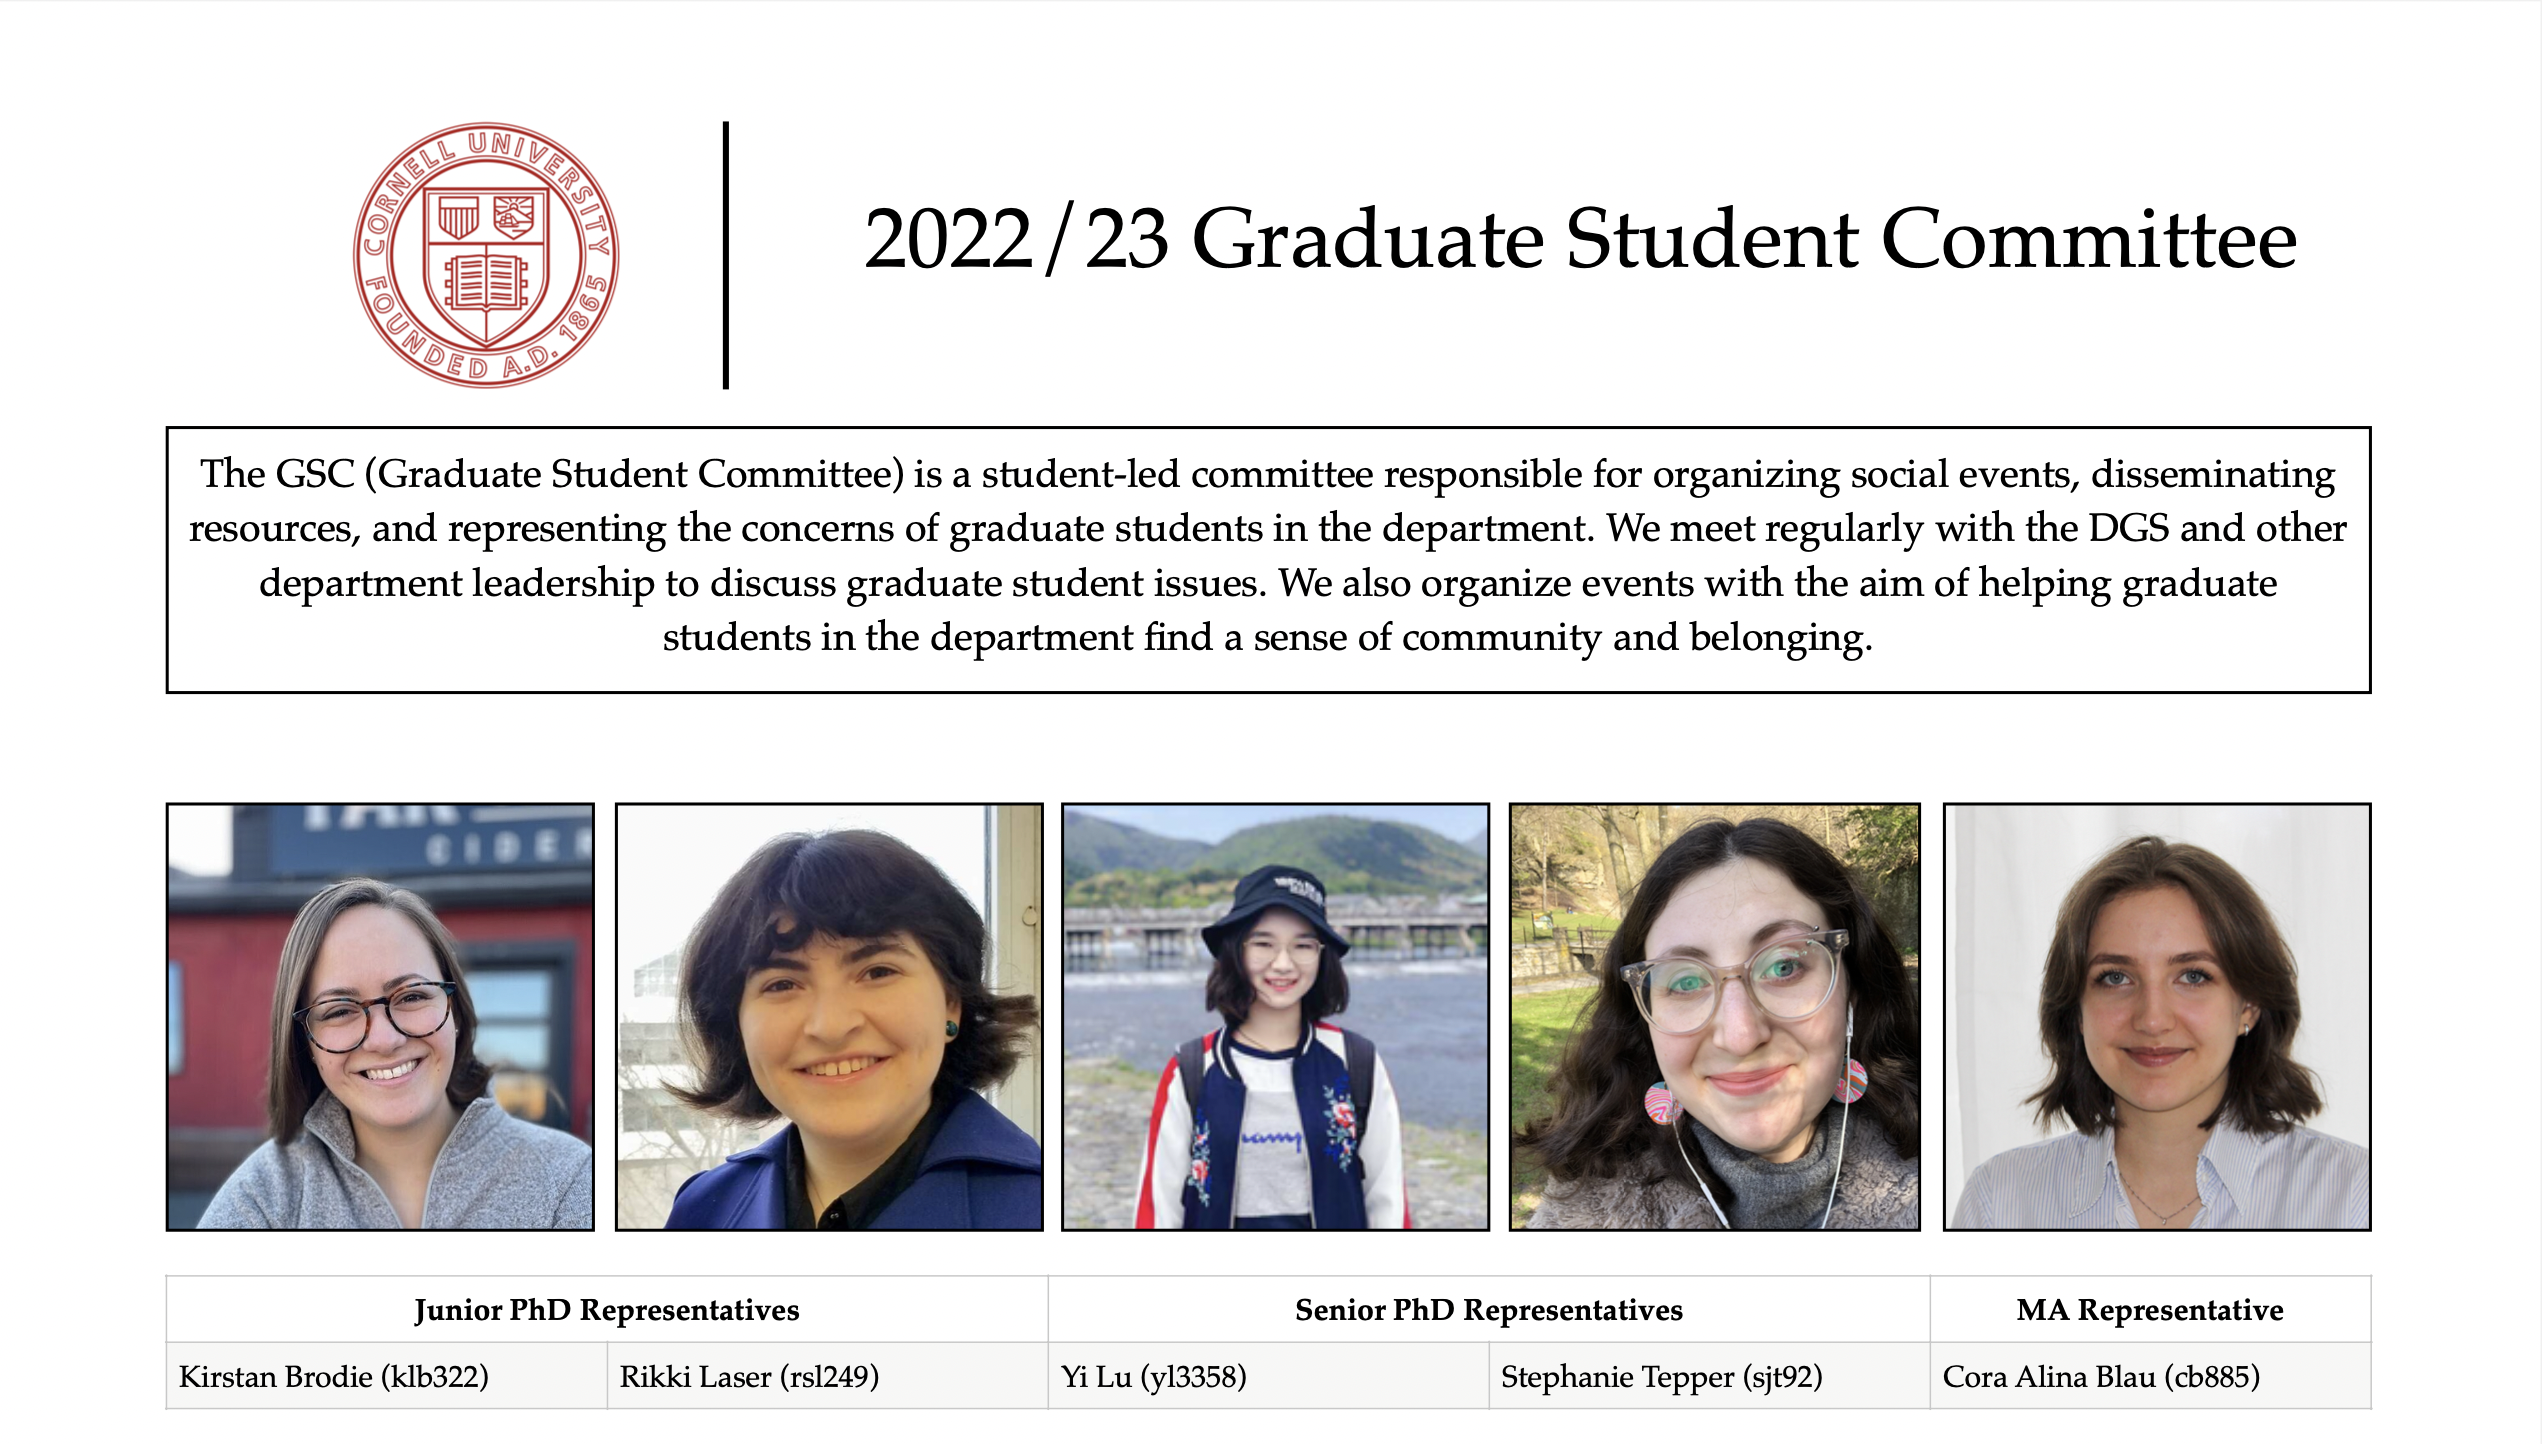 CORNELL UNIVERSITY
FOUNDED A.D. 1865
2022/23 Graduate Student Committee
The GSC (Graduate Student Committee) is a student-led committee responsible for organizing social events, disseminating
resources, and representing the concerns of graduate students in the department. We meet regularly with the DGS and other
department leadership to discuss graduate student issues. We also organize events with the aim of helping graduate
students in the department find a sense of community and belonging.
CIDER
Junior PhD Representatives
Senior PhD Representatives
MA Representative
Kirstan Brodie (klb322)
Rikki Laser (rsl249)
Yi Lu (yl3358)
Stephanie Tepper (sjt92)
Cora Alina Blau (cb885)